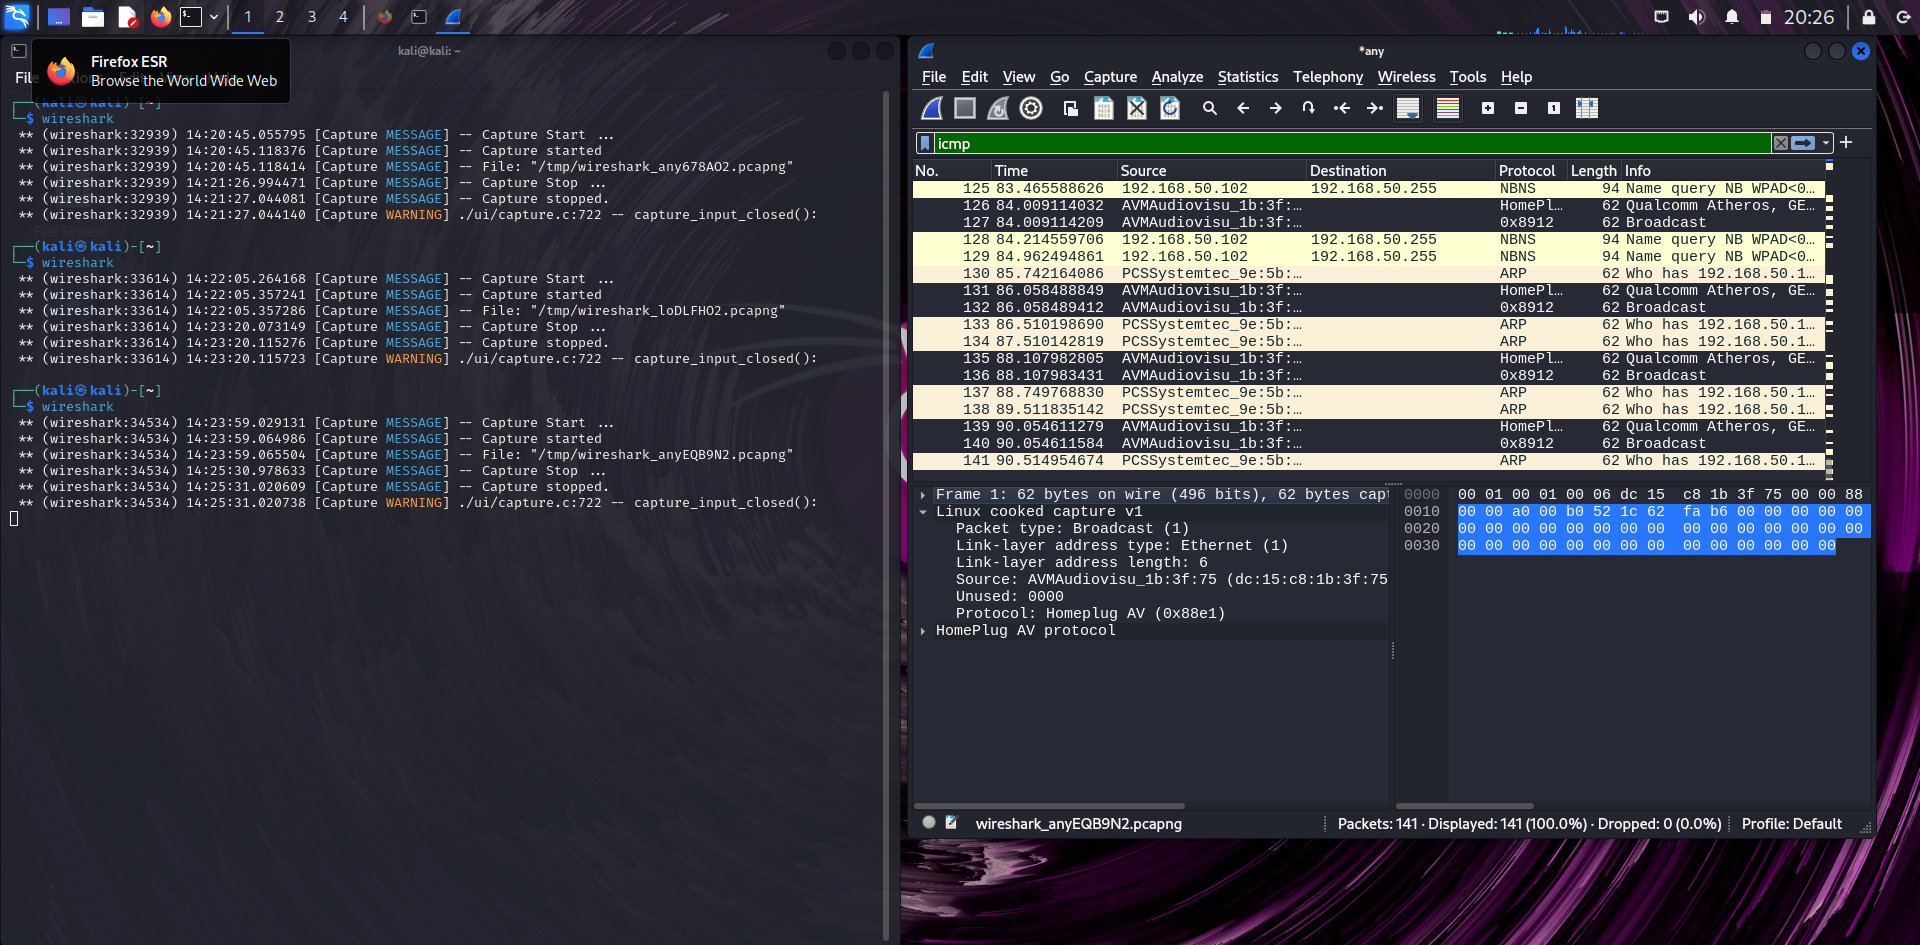 1 2 3 4
20:26
kali@kali: ~
Firefox ESR
Browse the World Wide Web
File
(kali㉿kali)-[~]
$ wireshark
** (wireshark:32939) 14:20:45.055795 [Capture MESSAGE] -- Capture Start ...
** (wireshark:32939) 14:20:45.118376 [Capture MESSAGE] -- Capture started
** (wireshark:32939) 14:20:45.118414 [Capture MESSAGE] -- File: "/tmp/wireshark_any678AO2.pcapng"
** (wireshark:32939) 14:21:26.994471 [Capture MESSAGE] -- Capture Stop ...
** (wireshark:32939) 14:21:27.044081 [Capture MESSAGE] -- Capture stopped.
** (wireshark:32939) 14:21:27.044140 [Capture WARNING] ./ui/capture.c:722 -- capture_input_closed():
File System
(kali㉿kali)-[~]
$ wireshark
** (wireshark:33614) 14:22:05.264168 [Capture MESSAGE] -- Capture Start ...
** (wireshark:33614) 14:22:05.357241 [Capture MESSAGE] -- Capture started
** (wireshark:33614) 14:22:05.357286 [Capture MESSAGE] -- File: "/tmp/wireshark_loDLFHO2.pcapng"
** (wireshark:33614) 14:23:20.073149 [Capture MESSAGE] -- Capture Stop ...
** (wireshark:33614) 14:23:20.115276 [Capture MESSAGE] -- Capture stopped.
** (wireshark:33614) 14:23:20.115723 [Capture WARNING] ./ui/capture.c:722 -- capture_input_closed():
(kali㉿kali)-[~]
$ wireshark
** (wireshark:34534) 14:23:59.029131 [Capture MESSAGE] -- Capture Start ...
** (wireshark:34534) 14:23:59.064986 [Capture MESSAGE] -- Capture started
** (wireshark:34534) 14:23:59.065504 [Capture MESSAGE] -- File: "/tmp/wireshark_anyEQB9N2.pcapng"
** (wireshark:34534) 14:25:30.978633 [Capture MESSAGE] -- Capture Stop ...
** (wireshark:34534) 14:25:31.020609 [Capture MESSAGE] -- Capture stopped.
** (wireshark:34534) 14:25:31.020738 [Capture WARNING] ./ui/capture.c:722 -- capture_input_closed():
*any
File Edit View Go Capture Analyze Statistics Telephony Wireless Tools Help
icmp
No. Time Source Destination Protocol Length Info
125 83.465588626 192.168.50.102 192.168.50.255 NBNS 94 Name query NB WPAD<0…
126 84.009114032 AVMAudiovisu_1b:3f:… HomePl… 62 Qualcomm Atheros, GE…
127 84.009114209 AVMAudiovisu_1b:3f:… 0x8912 62 Broadcast
128 84.214559706 192.168.50.102 192.168.50.255 NBNS 94 Name query NB WPAD<0…
129 84.962494861 192.168.50.102 192.168.50.255 NBNS 94 Name query NB WPAD<0…
130 85.742164086 PCSSystemtec_9e:5b:… ARP 62 Who has 192.168.50.1…
131 86.058488849 AVMAudiovisu_1b:3f:… HomePl… 62 Qualcomm Atheros, GE…
132 86.058489412 AVMAudiovisu_1b:3f:… 0x8912 62 Broadcast
133 86.510198690 PCSSystemtec_9e:5b:… ARP 62 Who has 192.168.50.1…
134 87.510142819 PCSSystemtec_9e:5b:… ARP 62 Who has 192.168.50.1…
135 88.107982805 AVMAudiovisu_1b:3f:… HomePl… 62 Qualcomm Atheros, GE…
136 88.107983431 AVMAudiovisu_1b:3f:… 0x8912 62 Broadcast
137 88.749768830 PCSSystemtec_9e:5b:… ARP 62 Who has 192.168.50.1…
138 89.511835142 PCSSystemtec_9e:5b:… ARP 62 Who has 192.168.50.1…
139 90.054611279 AVMAudiovisu_1b:3f:… HomePl… 62 Qualcomm Atheros, GE…
140 90.054611584 AVMAudiovisu_1b:3f:… 0x8912 62 Broadcast
141 90.514954674 PCSSystemtec_9e:5b:… ARP 62 Who has 192.168.50.1…
Frame 1: 62 bytes on wire (496 bits), 62 bytes capt
Linux cooked capture v1
Packet type: Broadcast (1)
Link-layer address type: Ethernet (1)
Link-layer address length: 6
Source: AVMAudiovisu_1b:3f:75 (dc:15:c8:1b:3f:75
Unused: 0000
Protocol: Homeplug AV (0x88e1)
HomePlug AV protocol
0000 00 01 00 01 00 06 dc 15 c8 1b 3f 75 00 00 88
0010 00 00 a0 00 b0 52 1c 62 fa b6 00 00 00 00 00
0020 00 00 00 00 00 00 00 00 00 00 00 00 00 00 00
0030 00 00 00 00 00 00 00 00 00 00 00 00 00 00
wireshark_anyEQB9N2.pcapng
Packets: 141 · Displayed: 141 (100.0%) · Dropped: 0 (0.0%)
Profile: Default